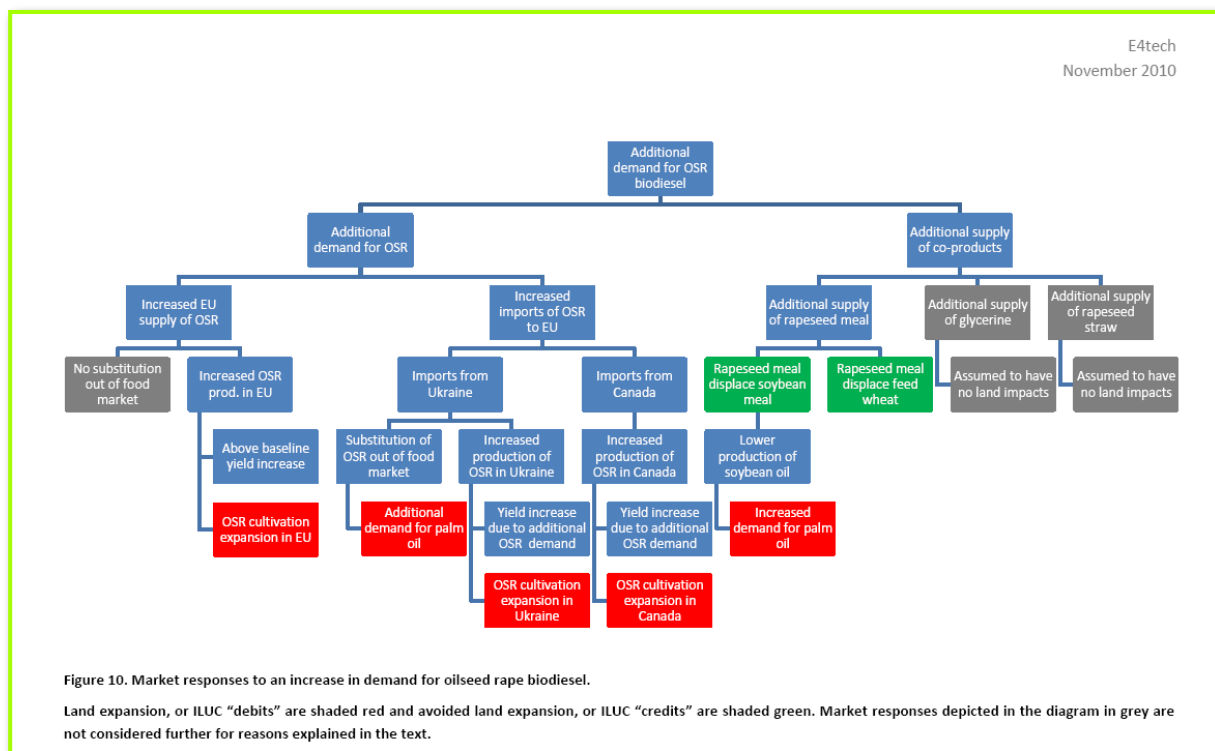 E4tech
November 2010
Additional
demand for OSR
biodiesel
Additional
demand for OSR
Additional supply
of co-products
Increased EU
supply of OSR
Increased
imports of OSR
to EU
Additional supply
of rapeseed meal
Additional supply
of glycerine
Additional supply
of rapeseed
straw
No substitution
out of food
market
Increased OSR
prod. in EU
Imports from
Ukraine
Imports from
Canada
Rapeseed meal
displace soybean
meal
Rapeseed meal
displace feed
wheat
Assumed to have
no land impacts
Assumed to have
no land impacts
Above baseline
yield increase
Substitution of
OSR out of food
market
Increased
production of
OSR in Ukraine
Increased
production of
OSR in Canada
Lower
production of
soybean oil
OSR cultivation
expansion in EU
Additional
demand for palm
oil
Yield increase
due to additional
OSR demand
Yield increase
due to additional
OSR demand
Increased
demand for palm
oil
OSR cultivation
expansion in
Ukraine
OSR cultivation
expansion in
Canada
Figure 10. Market responses to an increase in demand for oilseed rape biodiesel.
Land expansion, or ILUC “debits” are shaded red and avoided land expansion, or ILUC “credits” are shaded green. Market responses depicted in the diagram in grey are
not considered further for reasons explained in the text.